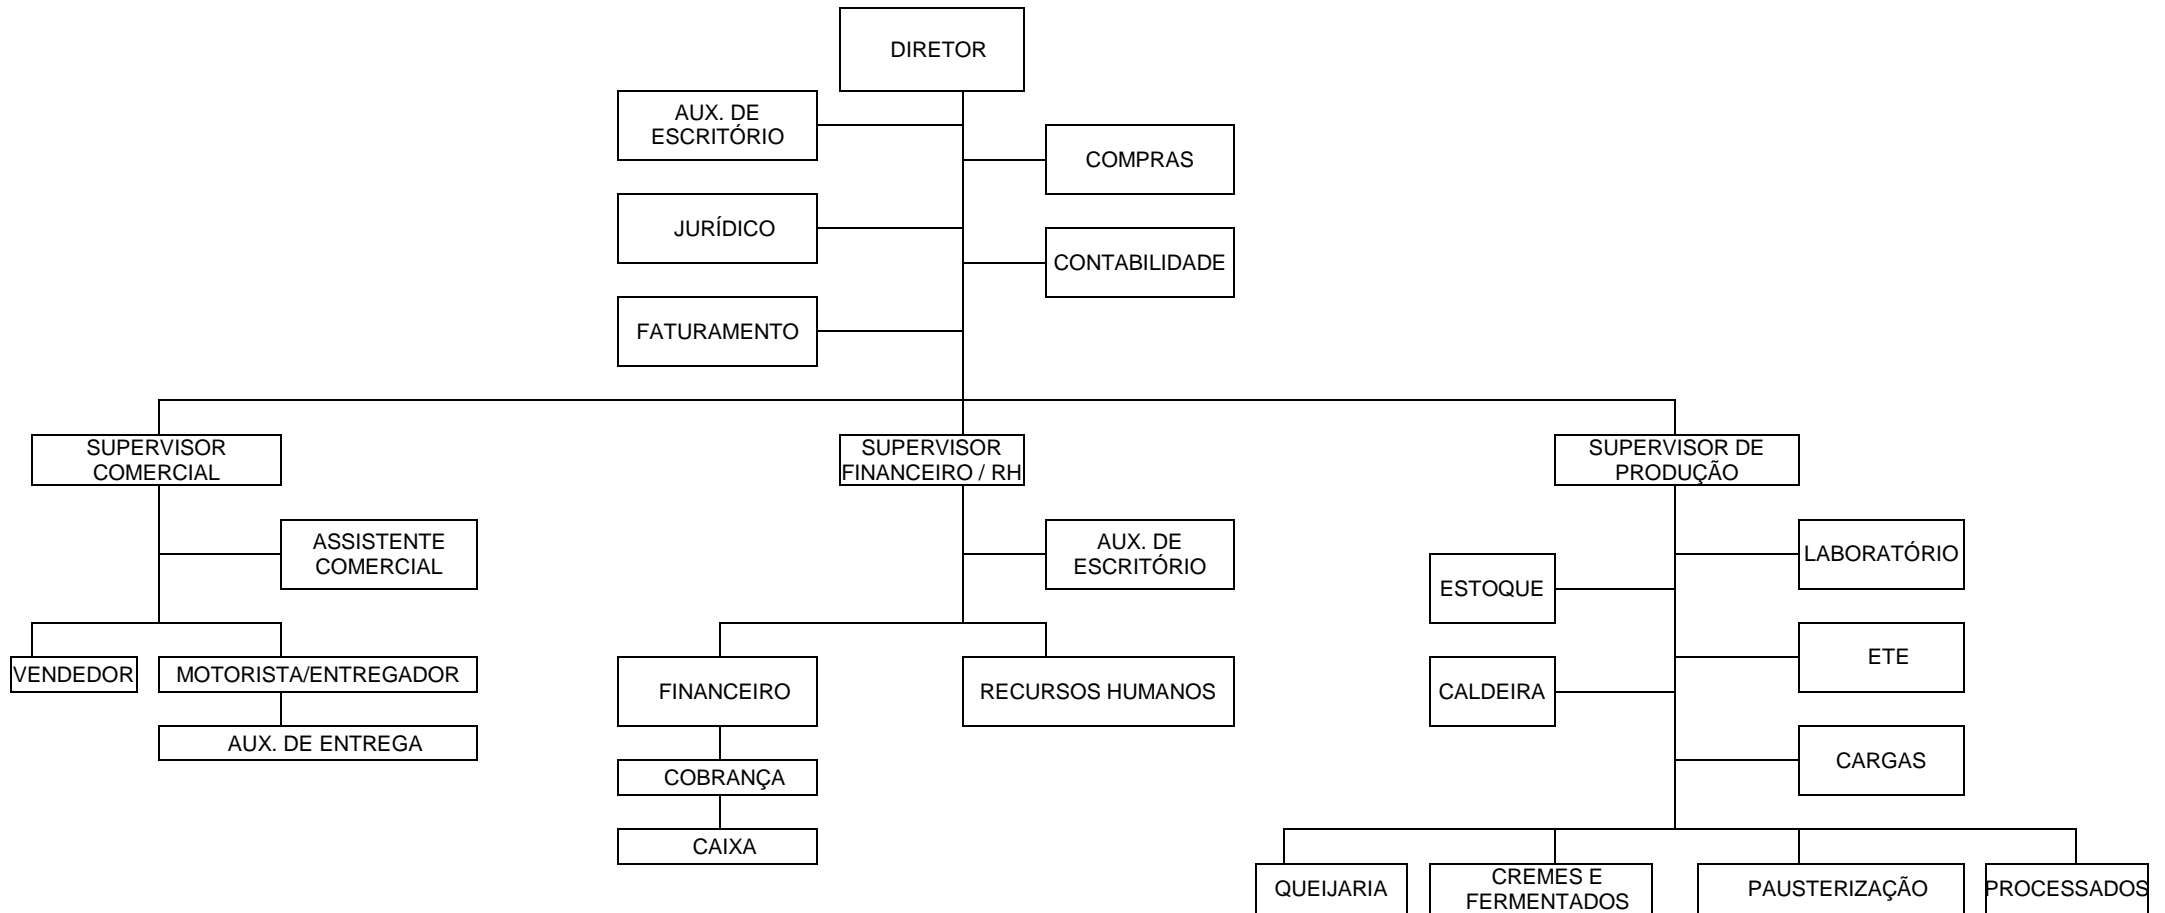 DIRETOR
AUX. DE
ESCRITÓRIO
COMPRAS
JURÍDICO
CONTABILIDADE
FATURAMENTO
SUPERVISOR
COMERCIAL
SUPERVISOR
FINANCEIRO / RH
SUPERVISOR DE
PRODUÇÃO
ASSISTENTE
COMERCIAL
AUX. DE
ESCRITÓRIO
LABORATÓRIO
ESTOQUE
VENDEDOR
MOTORISTA/ENTREGADOR
FINANCEIRO
RECURSOS HUMANOS
CALDEIRA
ETE
AUX. DE ENTREGA
COBRANÇA
CARGAS
CAIXA
QUEIJARIA
CREMES E
FERMENTADOS
PAUSTERIZAÇÃO
PROCESSADOS